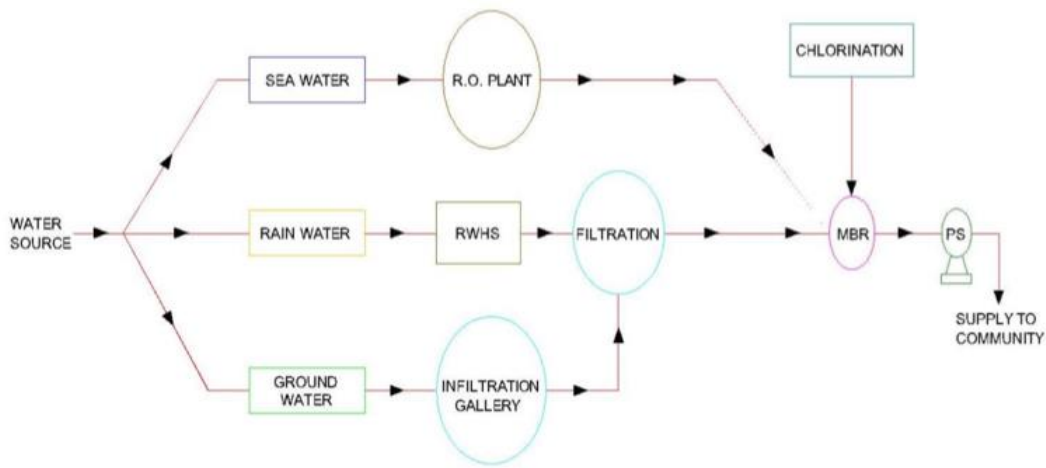 CHLORINATION
SEA WATER
R.O. PLANT
WATER
SOURCE
RAIN WATER
RWHS
FILTRATION
MBR
PS
SUPPLY TO
COMMUNITY
GROUND
WATER
INFILTRATION
GALLERY